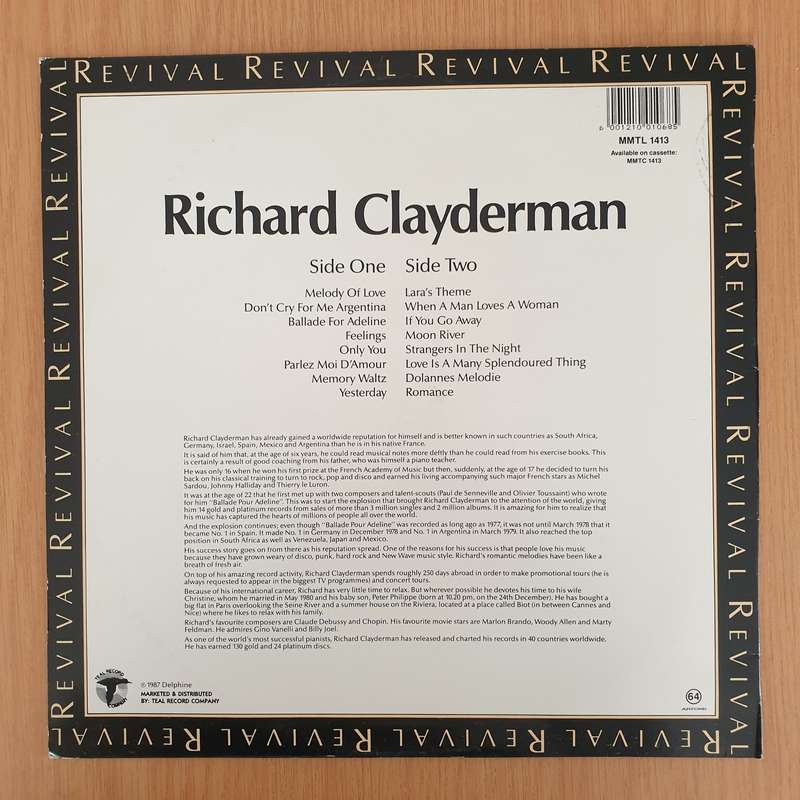 REVIVAL REVIVAL REVIVAL REVIVAL
REVIVAL REVIVAL REVIVAL REVIVAL
REVIVAL REVIVAL REVIVAL REVIVAL
REVIVAL REVIVAL REVIVAL REVIVAL
6 001210 010685
MMTL 1413
Available on cassette:
MMTC 1413
Richard Clayderman
Side One Side Two
Melody Of Love Lara's Theme
Don't Cry For Me Argentina When A Man Loves A Woman
Ballade For Adeline If You Go Away
Feelings Moon River
Only You Strangers In The Night
Parlez Moi D'Amour Love Is A Many Splendoured Thing
Memory Waltz Dolannes Melodie
Yesterday Romance
Richard Clayderman has already gained a worldwide reputation for himself and is better known in such countries as South Africa,
Germany, Israel, Spain, Mexico and Argentina than he is in his native France.
It is said of him that, at the age of six years, he could read musical notes more deftly than he could read from his exercise books. This
is certainly a result of good coaching from his father, who was himself a piano teacher.
He was only 16 when he won his first prize at the French Academy of Music but then, suddenly, at the age of 17 he decided to turn his
back on his classical training to turn to rock, pop and disco and earned his living accompanying such major French stars as Michel
Sardou, Johnny Halliday and Thierry le Luron.
It was at the age of 22 that he first met up with two composers and talent-scouts (Paul de Senneville and Olivier Toussaint) who wrote
for him "Ballade Pour Adeline". This was to start the explosion that brought Richard Clayderman to the attention of the world, giving
him 14 gold and platinum records from sales of more than 3 million singles and 2 million albums. It is amazing for him to realize that
his music has captured the hearts of millions of people all over the world.
And the explosion continues; even though "Ballade Pour Adeline" was recorded as long ago as 1977, it was not until March 1978 that it
became No. 1 in Spain. It made No. 1 in Germany in December 1978 and No. 1 in Argentina in March 1979. It also reached the top
position in South Africa as well as Venezuela, Japan and Mexico.
His success story goes on from there as his reputation spread. One of the reasons for his success is that people love his music
because they have grown weary of disco, punk, hard rock and New Wave music style. Richard's romantic melodies have been like a
breath of fresh air.
On top of his amazing record activity, Richard Clayderman spends roughly 250 days abroad in order to make promotional tours (he is
always requested to appear in the biggest TV programmes) and concert tours.
Because of his international career, Richard has very little time to relax. But wherever possible he devotes his time to his wife
Christine, whom he married in May 1980 and his baby son, Peter Philippe (born at 10.20 pm, on the 24th December). He has bought a
big flat in Paris overlooking the Seine River and a summer house on the Riviera, located at a place called Biot (in between Cannes and
Nice) where he likes to relax with his family.
Richard's favourite composers are Claude Debussy and Chopin. His favourite movie stars are Marlon Brando, Woody Allen and Marty
Feldman. He admires Gino Vanelli and Billy Joel.
As one of the world's most successful pianists, Richard Clayderman has released and charted his records in 40 countries worldwide.
He has earned 130 gold and 24 platinum discs.
TEAL RECORD
COMPANY
℗ 1987 Delphine
MARKETED & DISTRIBUTED
BY: TEAL RECORD COMPANY
64
ARTONE